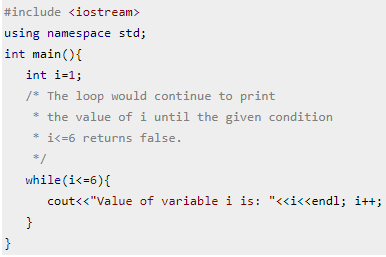 #include <iostream>
using namespace std;
int main(){
   int i=1;
   /* The loop would continue to print
    * the value of i until the given condition
    * i<=6 returns false.
    */
   while(i<=6){
      cout<<"Value of variable i is: "<<i<<endl; i++;
   }
}